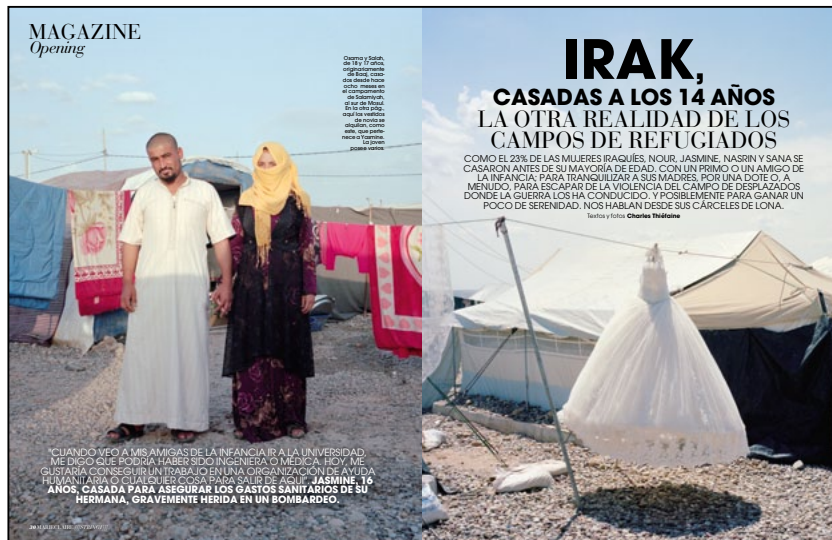 MAGAZINE
Opening
Osama y Salah,
de 18 y 17 años,
originariamente
de Baaj, casa-
dos desde hace
ocho meses en
el campamento
de Salamiyah,
al sur de Mosul.
En la otra pág.,
aquí los vestidos
de novia se
alquilan, como
este, que perte-
nece a Yasmine.
La joven
posee varios.
"CUANDO VEO A MIS AMIGAS DE LA INFANCIA IR A LA UNIVERSIDAD,
ME DIGO QUE PODRÍA HABER SIDO INGENIERA O MÉDICA. HOY, ME
GUSTARÍA CONSEGUIR UN TRABAJO EN UNA ORGANIZACIÓN DE AYUDA
HUMANITARIA O CUALQUIER COSA PARA SALIR DE AQUÍ". JASMINE, 16
AÑOS, CASADA PARA ASEGURAR LOS GASTOS SANITARIOS DE SU
HERMANA, GRAVEMENTE HERIDA EN UN BOMBARDEO.
IRAK,
CASADAS A LOS 14 AÑOS
LA OTRA REALIDAD DE LOS
CAMPOS DE REFUGIADOS
COMO EL 23% DE LAS MUJERES IRAQUÍES, NOUR, JASMINE, NASRIN Y SANA SE
CASARON ANTES DE SU MAYORÍA DE EDAD. CON UN PRIMO O UN AMIGO DE
LA INFANCIA; PARA TRANQUILIZAR A SUS MADRES, POR UNA DOTE O, A
MENUDO, PARA ESCAPAR DE LA VIOLENCIA DEL CAMPO DE DESPLAZADOS
DONDE LA GUERRA LOS HA CONDUCIDO. Y POSIBLEMENTE PARA GANAR UN
POCO DE SERENIDAD. NOS HABLAN DESDE SUS CÁRCELES DE LONA.
Textos y fotos Charles Thiéfaine